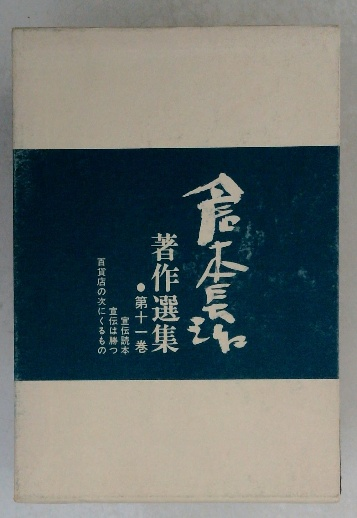 倉本長治
著作選集
●第十一巻
宣伝読本
宣伝は勝つ
百貨店の次にくるもの